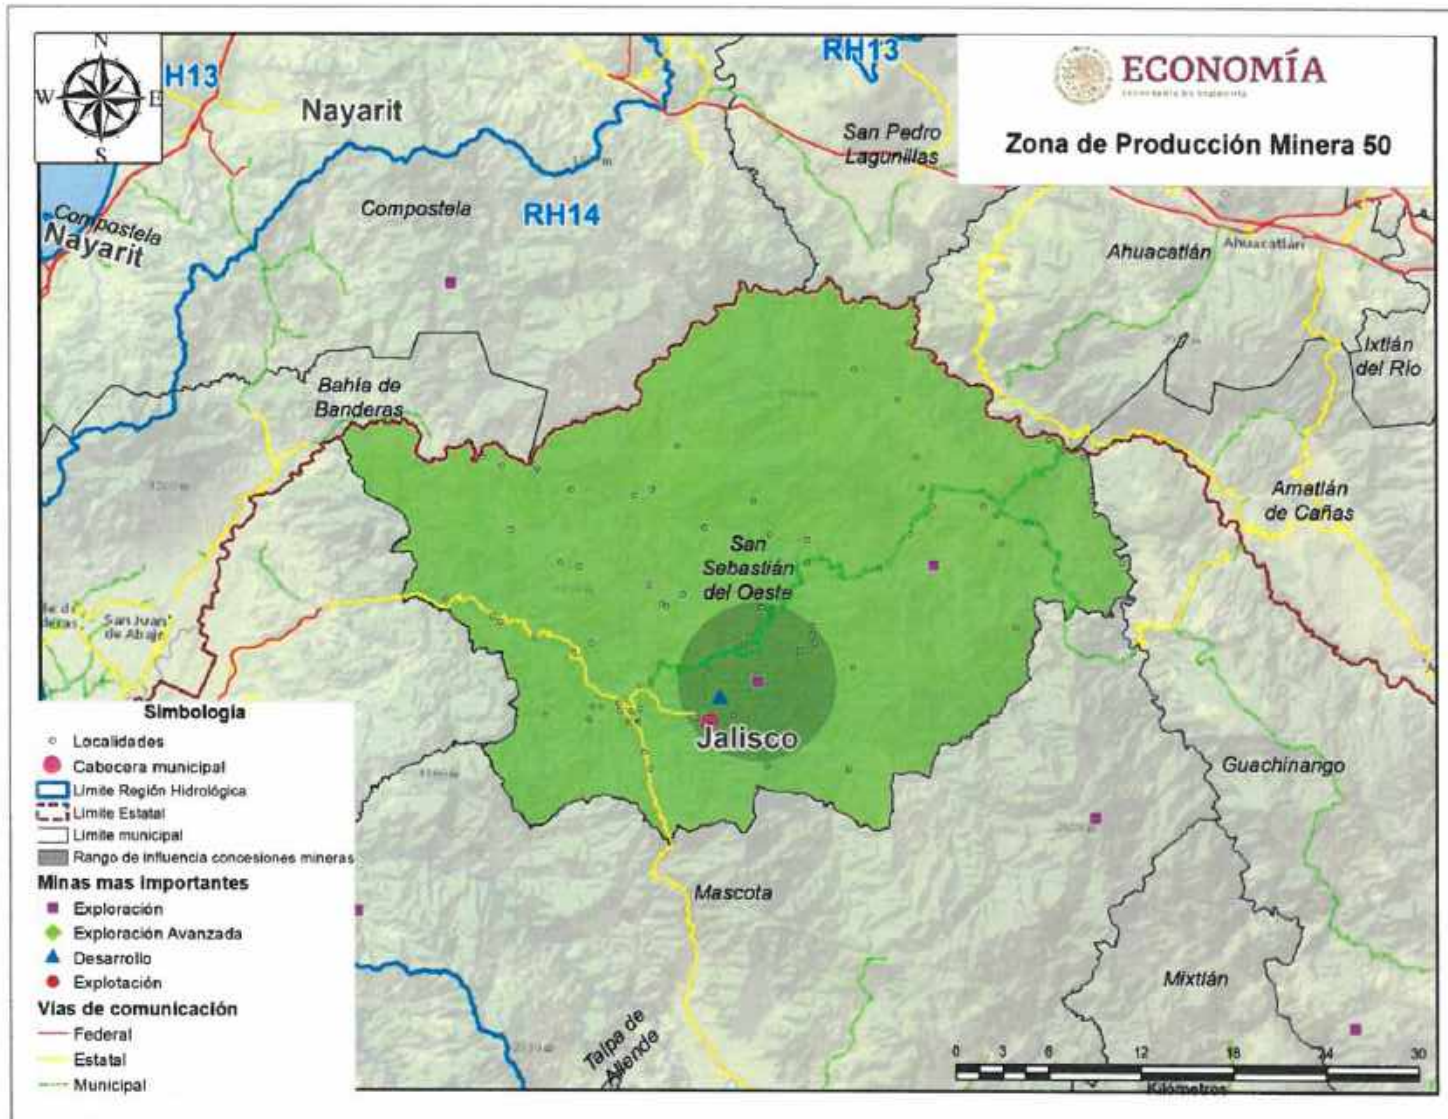 N
W
E
S
H13
Nayarit
RH13
ECONOMÍA
Zona de Producción Minera 50
San Pedro
Lagunillas
Compostela
RH14
Compostela
Nayarit
Ahuacatlán
Ahuacatlán
Ixtlán
del Río
Bahía de
Banderas
Amatlán
de Cañas
San
Sebastián
del Oeste
San Juan
de Abajo
Jalisco
Guachinango
Mascota
Mixtlán
Talpa de
Allende
Simbología
Localidades
Cabecera municipal
Límite Región Hidrológica
Límite Estatal
Límite municipal
Rango de influencia concesiones mineras
Minas mas importantes
Exploración
Exploración Avanzada
Desarrollo
Explotación
Vías de comunicación
Federal
Estatal
Municipal
0 3 6 12 18 24 30
Kilómetros